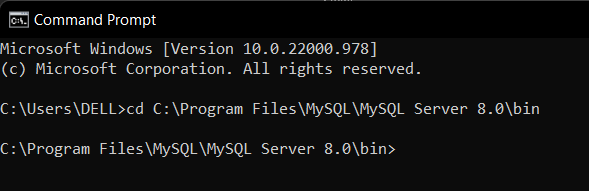 Command Prompt
Microsoft Windows [Version 10.0.22000.978]
(c) Microsoft Corporation. All rights reserved.
C:\Users\DELL>cd C:\Program Files\MySQL\MySQL Server 8.0\bin
C:\Program Files\MySQL\MySQL Server 8.0\bin>